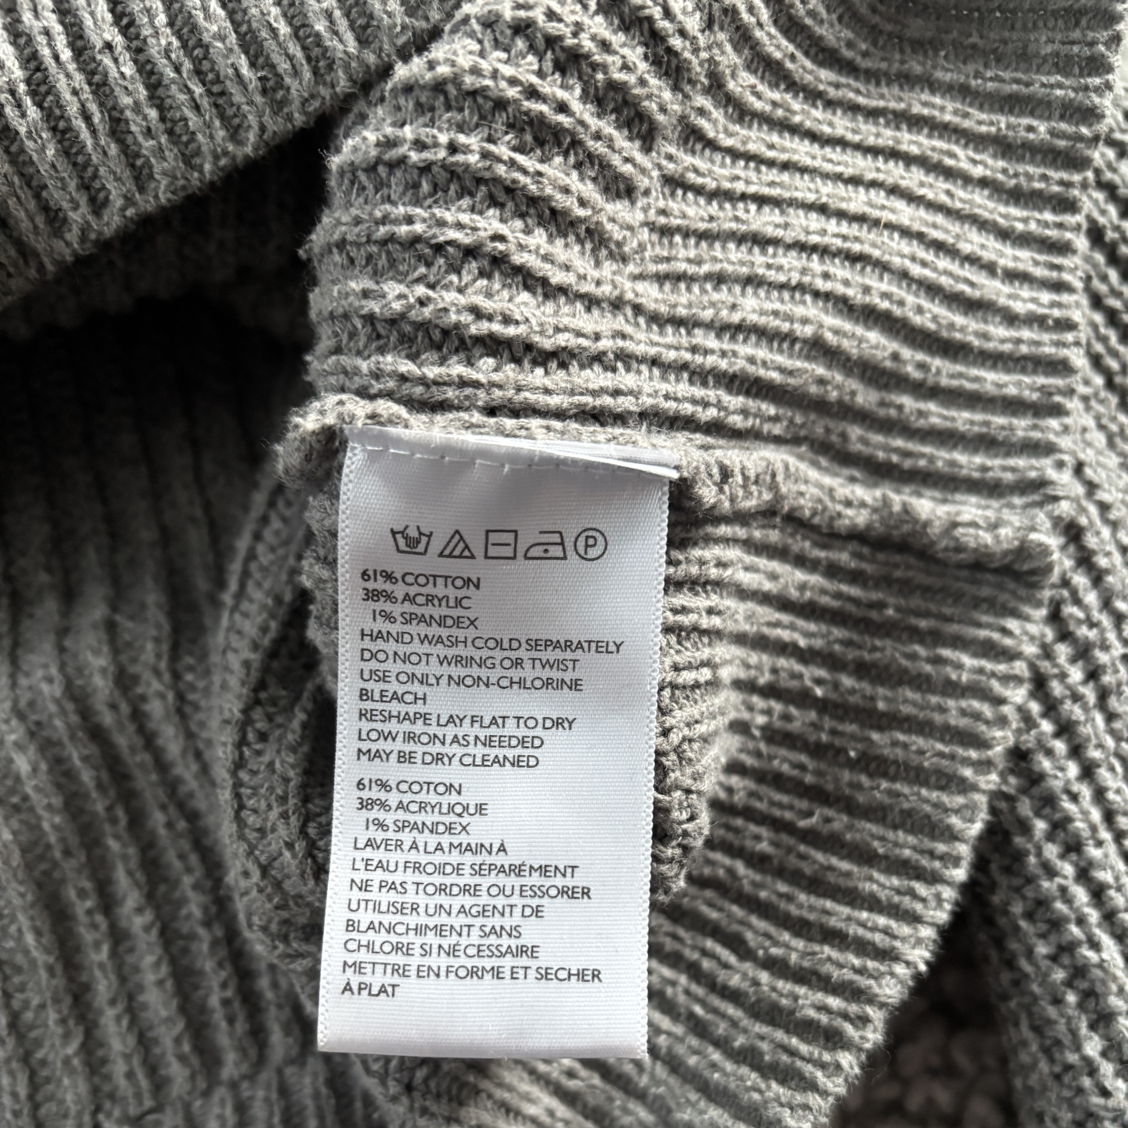 P
61% COTTON
38% ACRYLIC
1% SPANDEX
HAND WASH COLD SEPARATELY
DO NOT WRING OR TWIST
USE ONLY NON-CHLORINE
BLEACH
RESHAPE LAY FLAT TO DRY
LOW IRON AS NEEDED
MAY BE DRY CLEANED
61% COTON
38% ACRYLIQUE
1% SPANDEX
LAVER À LA MAIN À
L'EAU FROIDE SÉPARÉMENT
NE PAS TORDRE OU ESSORER
UTILISER UN AGENT DE
BLANCHIMENT SANS
CHLORE SI NÉCESSAIRE
METTRE EN FORME ET SECHER
À PLAT